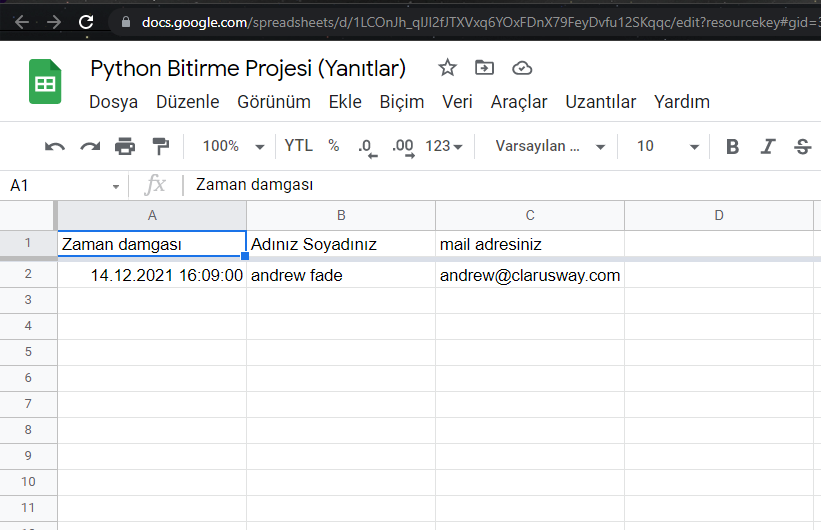 docs.google.com/spreadsheets/d/1LCOnJh_qlJl2fJTXVxq6YOxFDnX79FeyDvfu12SKqqc/edit?resourcekey#gid=
Python Bitirme Projesi (Yanıtlar)
Dosya Düzenle Görünüm Ekle Biçim Veri Araçlar Uzantılar Yardım
100% YTL % .0 .00 123 Varsayılan ... 10 B I S
A1 fx Zaman damgası
A B C D
1 Zaman damgası Adınız Soyadınız mail adresiniz
2 14.12.2021 16:09:00 andrew fade andrew@clarusway.com
3
4
5
6
7
8
9
10
11